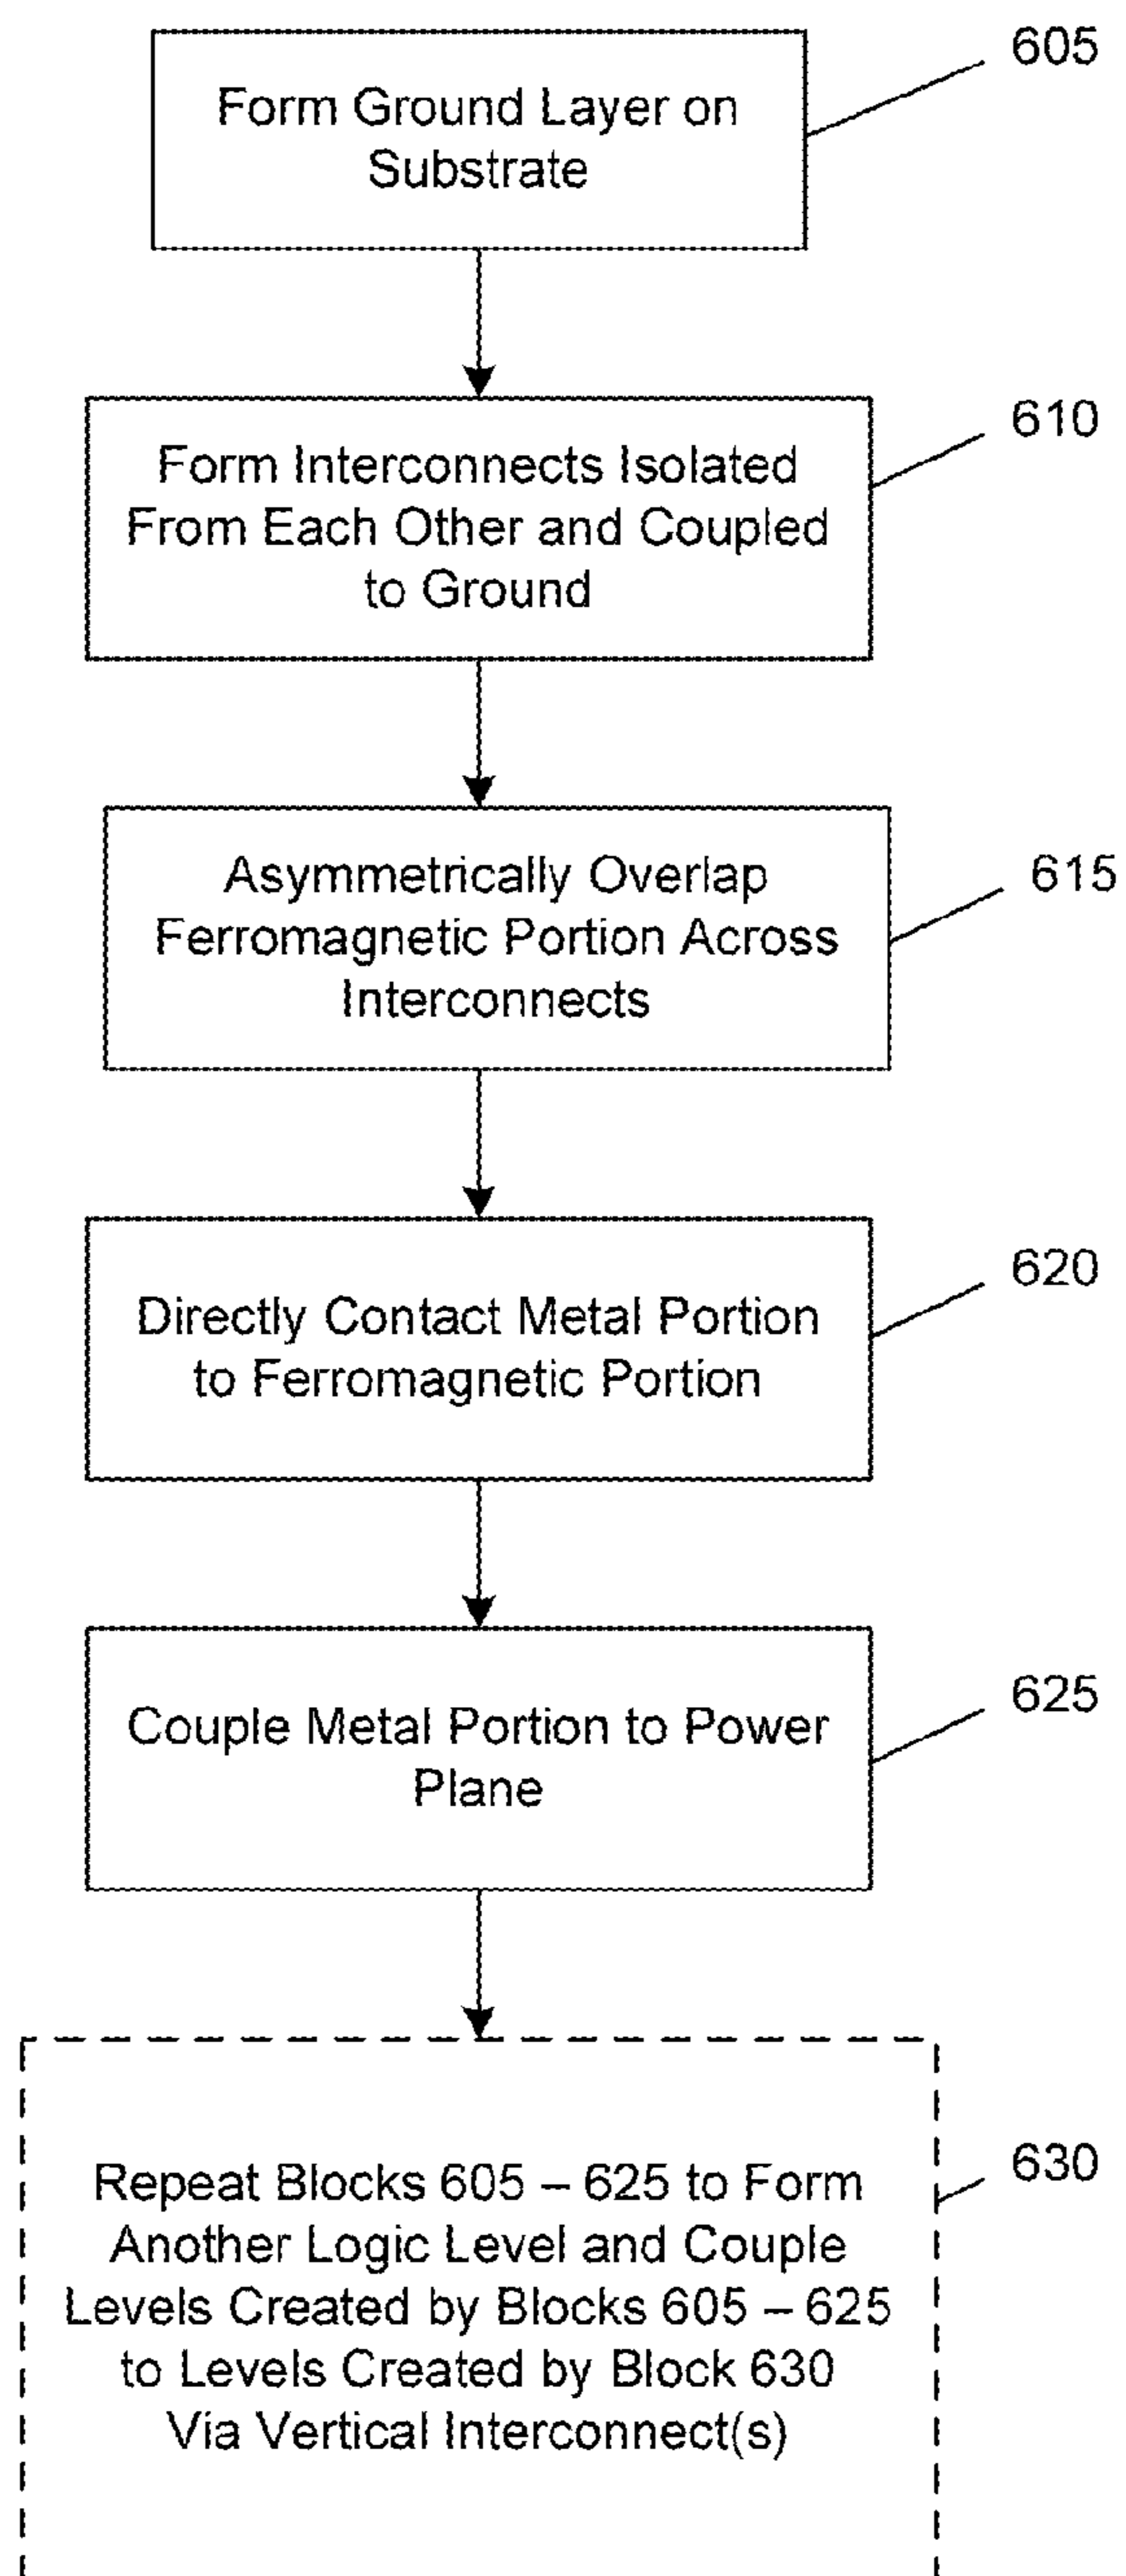 Form Ground Layer on
Substrate
605
Form Interconnects Isolated
From Each Other and Coupled
to Ground
610
Asymmetrically Overlap
Ferromagnetic Portion Across
Interconnects
615
Directly Contact Metal Portion
to Ferromagnetic Portion
620
Couple Metal Portion to Power
Plane
625
Repeat Blocks 605 – 625 to Form
Another Logic Level and Couple
Levels Created by Blocks 605 – 625
to Levels Created by Block 630
Via Vertical Interconnect(s)
630